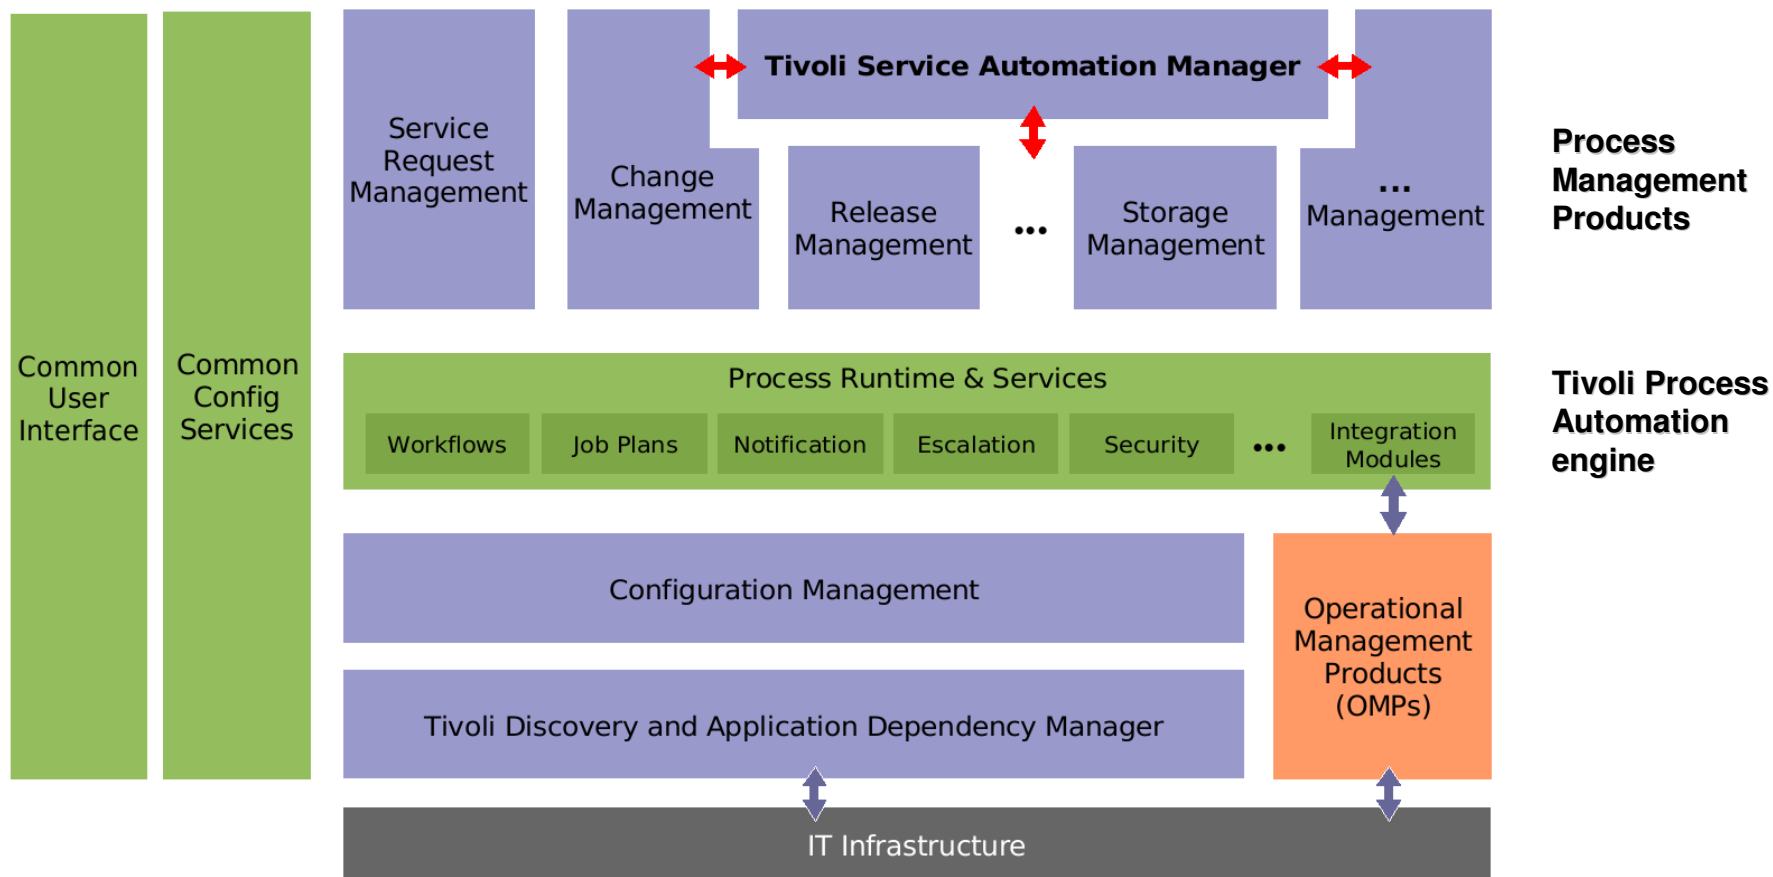 Common
User
Interface
Common
Config
Services
Service
Request
Management
Change
Management
Tivoli Service Automation Manager
Release
Management
...
Storage
Management
...
Management
Process
Management
Products
Process Runtime & Services
Workflows
Job Plans
Notification
Escalation
Security
...
Integration
Modules
Tivoli Process
Automation
engine
Configuration Management
Operational
Management
Products
(OMPs)
Tivoli Discovery and Application Dependency Manager
IT Infrastructure